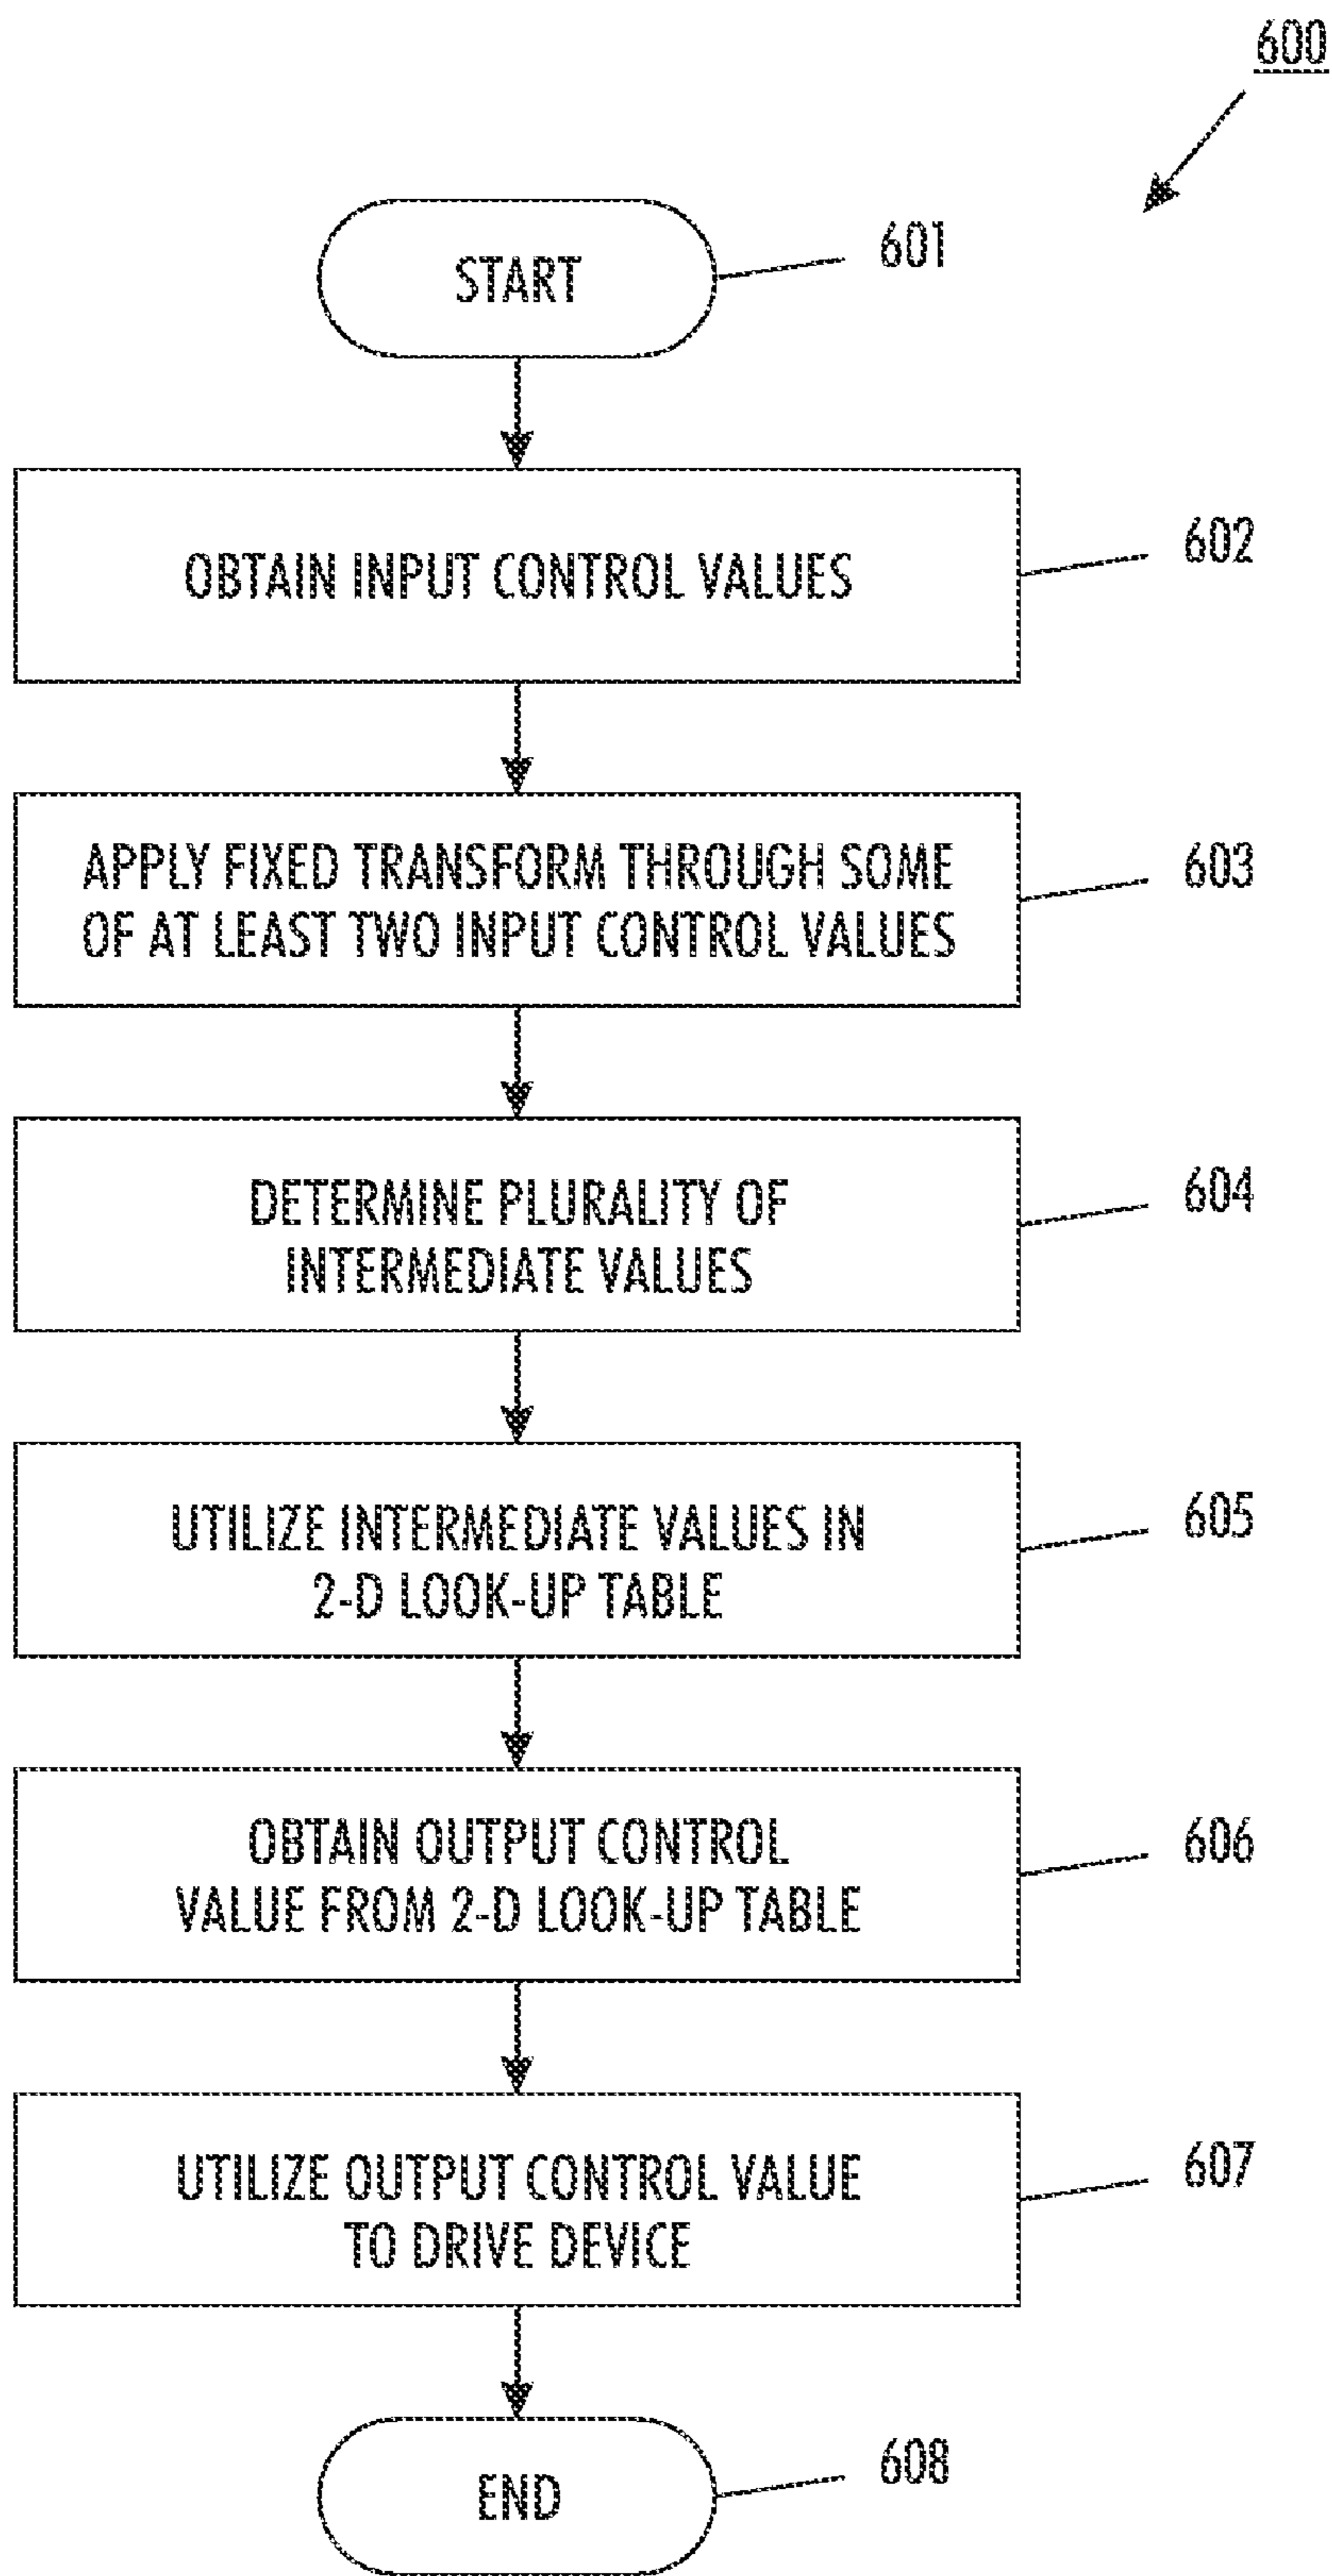 600
START
601
OBTAIN INPUT CONTROL VALUES
602
APPLY FIXED TRANSFORM THROUGH SOME
OF AT LEAST TWO INPUT CONTROL VALUES
603
DETERMINE PLURALITY OF
INTERMEDIATE VALUES
604
UTILIZE INTERMEDIATE VALUES IN
2-D LOOK-UP TABLE
605
OBTAIN OUTPUT CONTROL
VALUE FROM 2-D LOOK-UP TABLE
606
UTILIZE OUTPUT CONTROL VALUE
TO DRIVE DEVICE
607
END
608